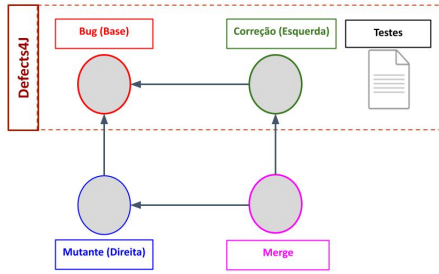 Defects4J
Bug (Base)
Correção (Esquerda)
Testes
Mutante (Direita)
Merge